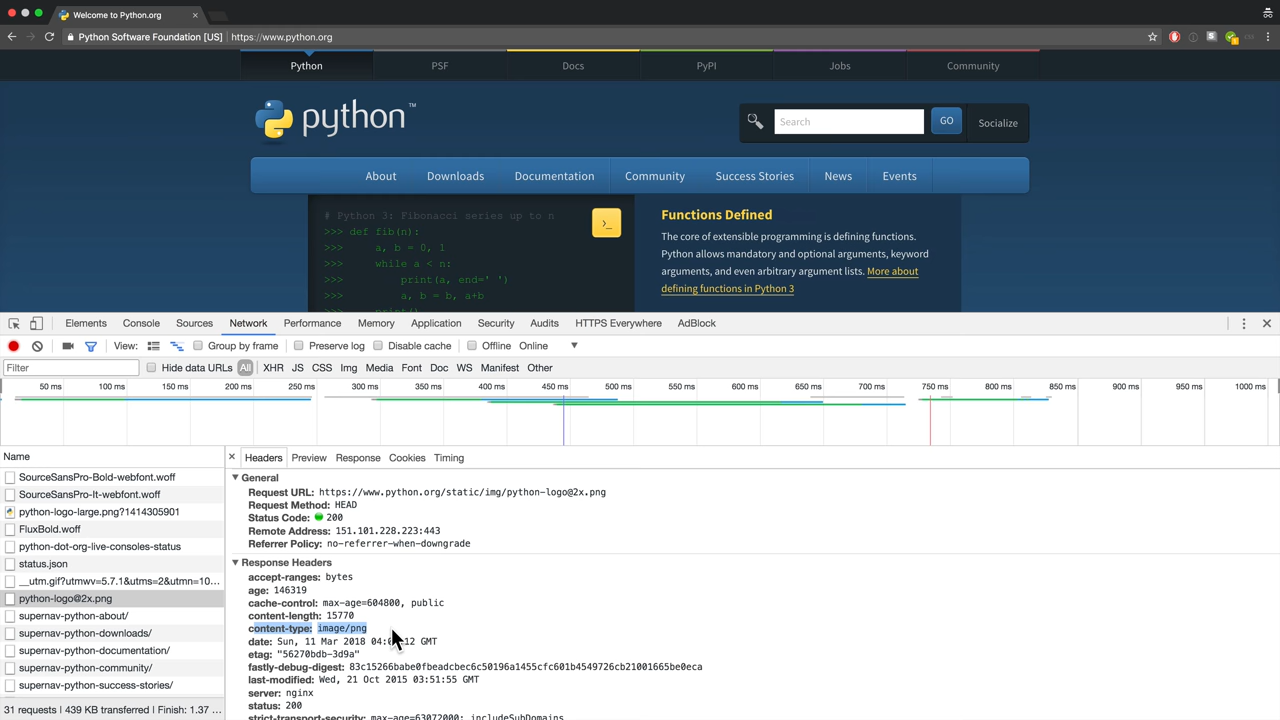 Welcome to Python.org
Python Software Foundation [US] https://www.python.org
Python PSF Docs PyPI Jobs Community
python™
Search GO Socialize
About Downloads Documentation Community Success Stories News Events
# Python 3: Fibonacci series up to n
>>> def fib(n):
>>> a, b = 0, 1
>>> while a < n:
>>> print(a, end=' ')
>>> a, b = b, a+b
>_
Functions Defined
The core of extensible programming is defining functions.
Python allows mandatory and optional arguments, keyword
arguments, and even arbitrary argument lists. More about
defining functions in Python 3
Elements Console Sources Network Performance Memory Application Security Audits HTTPS Everywhere AdBlock
View: Group by frame Preserve log Disable cache Offline Online
Filter Hide data URLs All XHR JS CSS Img Media Font Doc WS Manifest Other
50 ms 100 ms 150 ms 200 ms 250 ms 300 ms 350 ms 400 ms 450 ms 500 ms 550 ms 600 ms 650 ms 700 ms 750 ms 800 ms 850 ms 900 ms 950 ms 1000 ms
Name
SourceSansPro-Bold-webfont.woff
SourceSansPro-It-webfont.woff
python-logo-large.png?1414305901
FluxBold.woff
python-dot-org-live-consoles-status
status.json
__utm.gif?utmwv=5.7.1&utms=2&utmn=10...
python-logo@2x.png
supernav-python-about/
supernav-python-downloads/
supernav-python-documentation/
supernav-python-community/
supernav-python-success-stories/
31 requests | 439 KB transferred | Finish: 1.37 ...
Headers Preview Response Cookies Timing
General
Request URL: https://www.python.org/static/img/python-logo@2x.png
Request Method: HEAD
Status Code: 200
Remote Address: 151.101.228.223:443
Referrer Policy: no-referrer-when-downgrade
Response Headers
accept-ranges: bytes
age: 146319
cache-control: max-age=604800, public
content-length: 15770
content-type: image/png
date: Sun, 11 Mar 2018 GMT
etag: "56270bdb-3d9a"
fastly-debug-digest: 83c15266babe0fbeadcbec6c50196a1455cfc601b4549726cb21001665be0eca
last-modified: Wed, 21 Oct 2015 03:51:55 GMT
server: nginx
status: 200
strict-transport-security: max-age=63072000; includeSubDomains